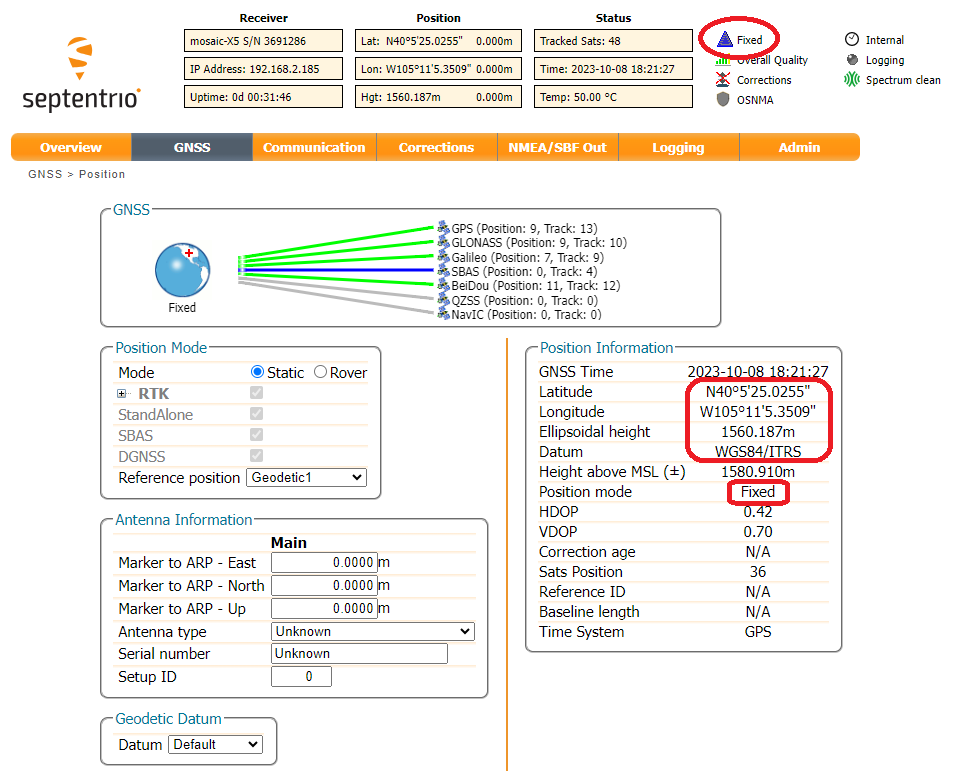 Receiver Position Status
mosaic-X5 S/N 3691286 Lat: N40°5'25.0255" 0.000m Tracked Sats: 48 Fixed Internal
IP Address: 192.168.2.185 Lon: W105°11'5.3509" 0.000m Time: 2023-10-08 18:21:27 Overall Quality Logging
Uptime: 0d 00:31:46 Hgt: 1560.187m 0.000m Temp: 50.00 °C Corrections Spectrum clean
OSNMA
septentrio
Overview GNSS Communication Corrections NMEA/SBF Out Logging Admin
GNSS > Position
GNSS
Fixed
GPS (Position: 9, Track: 13)
GLONASS (Position: 9, Track: 10)
Galileo (Position: 7, Track: 9)
SBAS (Position: 0, Track: 4)
BeiDou (Position: 11, Track: 12)
QZSS (Position: 0, Track: 0)
NavIC (Position: 0, Track: 0)
Position Mode
Mode Static Rover
RTK
StandAlone
SBAS
DGNSS
Reference position Geodetic1
Antenna Information
Main
Marker to ARP - East 0.0000 m
Marker to ARP - North 0.0000 m
Marker to ARP - Up 0.0000 m
Antenna type Unknown
Serial number Unknown
Setup ID 0
Geodetic Datum
Datum Default
Position Information
GNSS Time 2023-10-08 18:21:27
Latitude N40°5'25.0255"
Longitude W105°11'5.3509"
Ellipsoidal height 1560.187m
Datum WGS84/ITRS
Height above MSL (±) 1580.910m
Position mode Fixed
HDOP 0.42
VDOP 0.70
Correction age N/A
Sats Position 36
Reference ID N/A
Baseline length N/A
Time System GPS